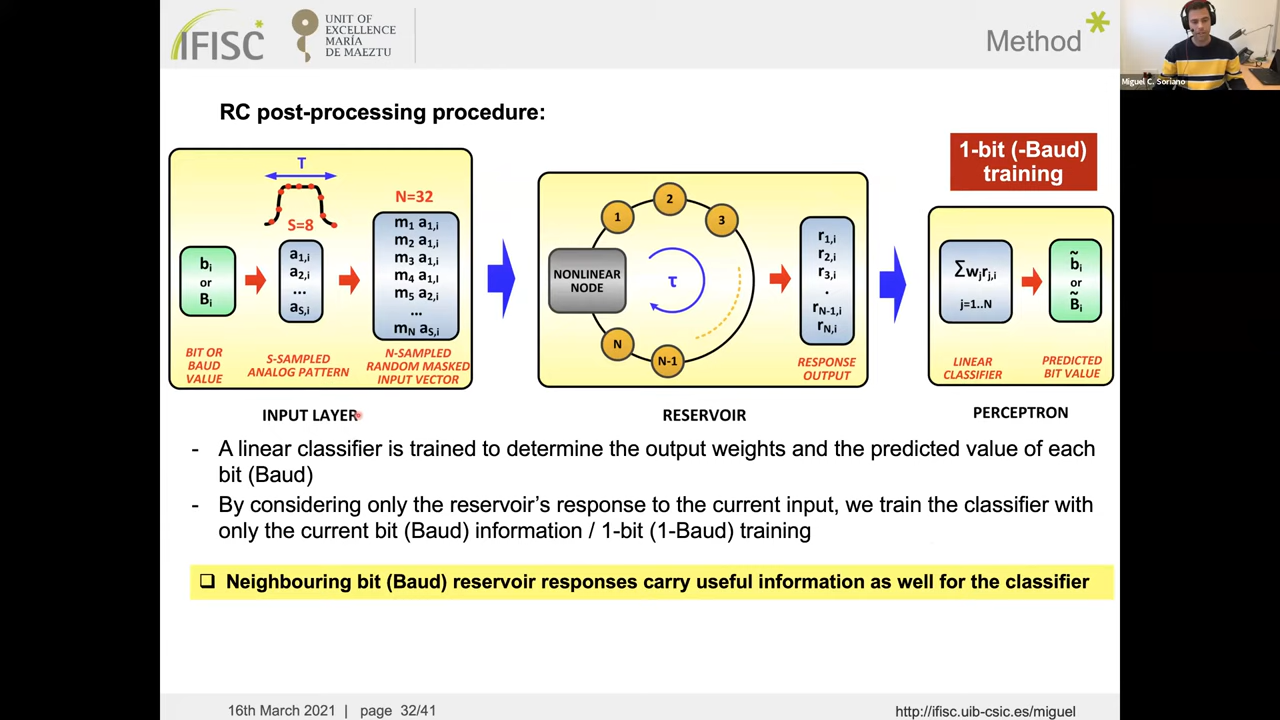 IFISC
UNIT OF
EXCELLENCE
MARÍA
DE MAEZTU
Method
Miguel C. Soriano
RC post-processing procedure:
1-bit (-Baud)
training
T
S=8
N=32
bi
or
Bi
a1,i
a2,i
...
aS,i
m1 a1,i
m2 a1,i
m3 a1,i
m4 a1,i
m5 a2,i
...
mN aS,i
BIT OR
BAUD
VALUE
S-SAMPLED
ANALOG PATTERN
N-SAMPLED
RANDOM MASKED
INPUT VECTOR
INPUT LAYER
1
2
3
NONLINEAR
NODE
τ
N
N-1
r1,i
r2,i
r3,i
.
rN-1,i
rN,i
RESPONSE
OUTPUT
RESERVOIR
∑wjrj,i
j=1..N
b̃i
or
B̃i
LINEAR
CLASSIFIER
PREDICTED
BIT VALUE
PERCEPTRON
- A linear classifier is trained to determine the output weights and the predicted value of each
bit (Baud)
- By considering only the reservoir's response to the current input, we train the classifier with
only the current bit (Baud) information / 1-bit (1-Baud) training
❑ Neighbouring bit (Baud) reservoir responses carry useful information as well for the classifier
16th March 2021 | page 32/41
http://ifisc.uib-csic.es/miguel